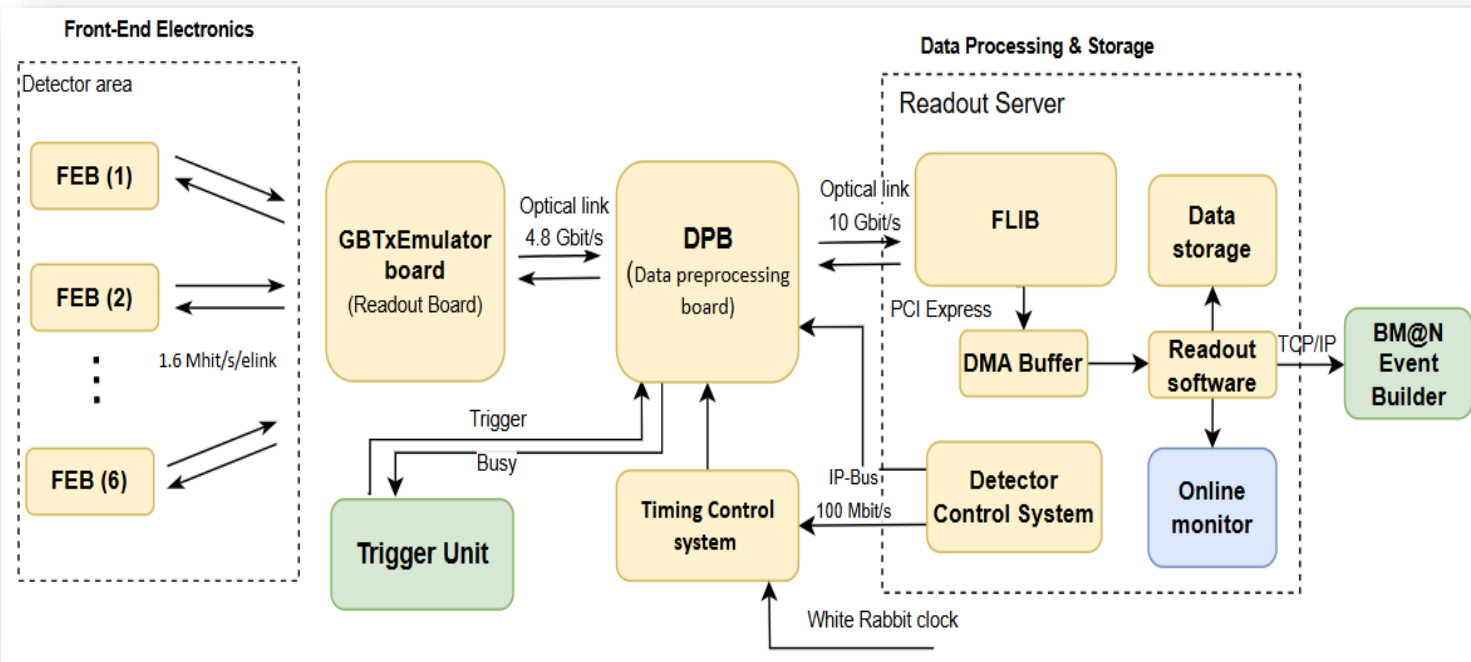 Front-End Electronics
Data Processing & Storage
Detector area
Readout Server
FEB (1)
FEB (2)
1.6 Mhit/s/elink
FEB (6)
GBTxEmulator
board
(Readout Board)
Optical link
4.8 Gbit/s
DPB
(Data preprocessing
board)
Optical link
10 Gbit/s
FLIB
Data
storage
PCI Express
DMA Buffer
Readout
software
TCP/IP
BM@N
Event
Builder
Trigger
Busy
Trigger Unit
Timing Control
system
IP-Bus
100 Mbit/s
Detector
Control System
Online
monitor
White Rabbit clock